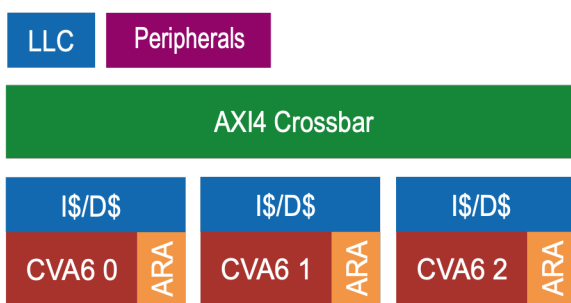 LLC
Peripherals
AXI4 Crossbar
I$/D$
I$/D$
I$/D$
CVA6 0
ARA
CVA6 1
ARA
CVA6 2
ARA